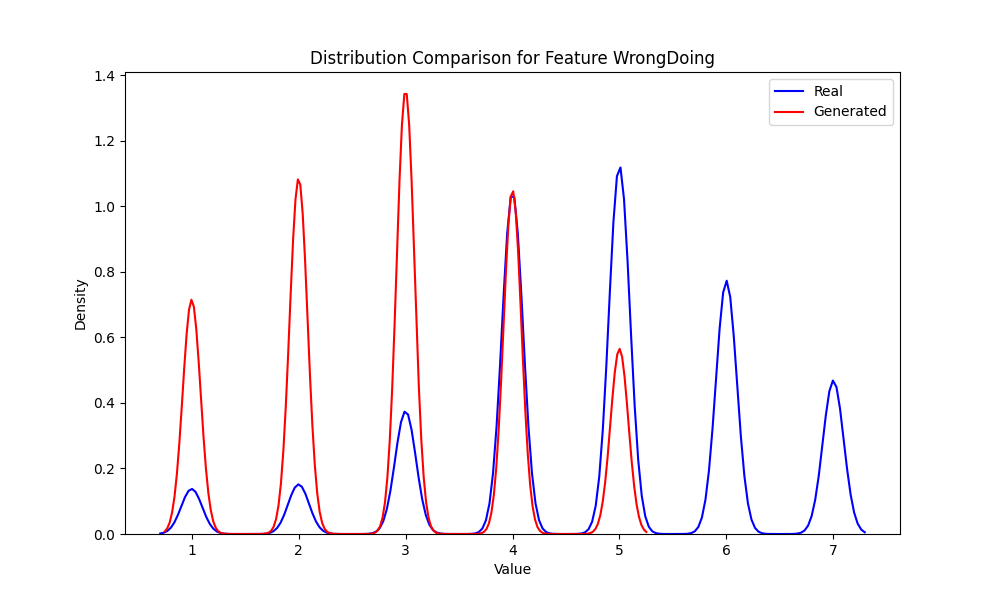 Distribution Comparison for Feature WrongDoing
Real
Generated
1.4
1.2
1.0
0.8
0.6
0.4
0.2
0.0
Density
1 2 3 4 5 6 7
Value